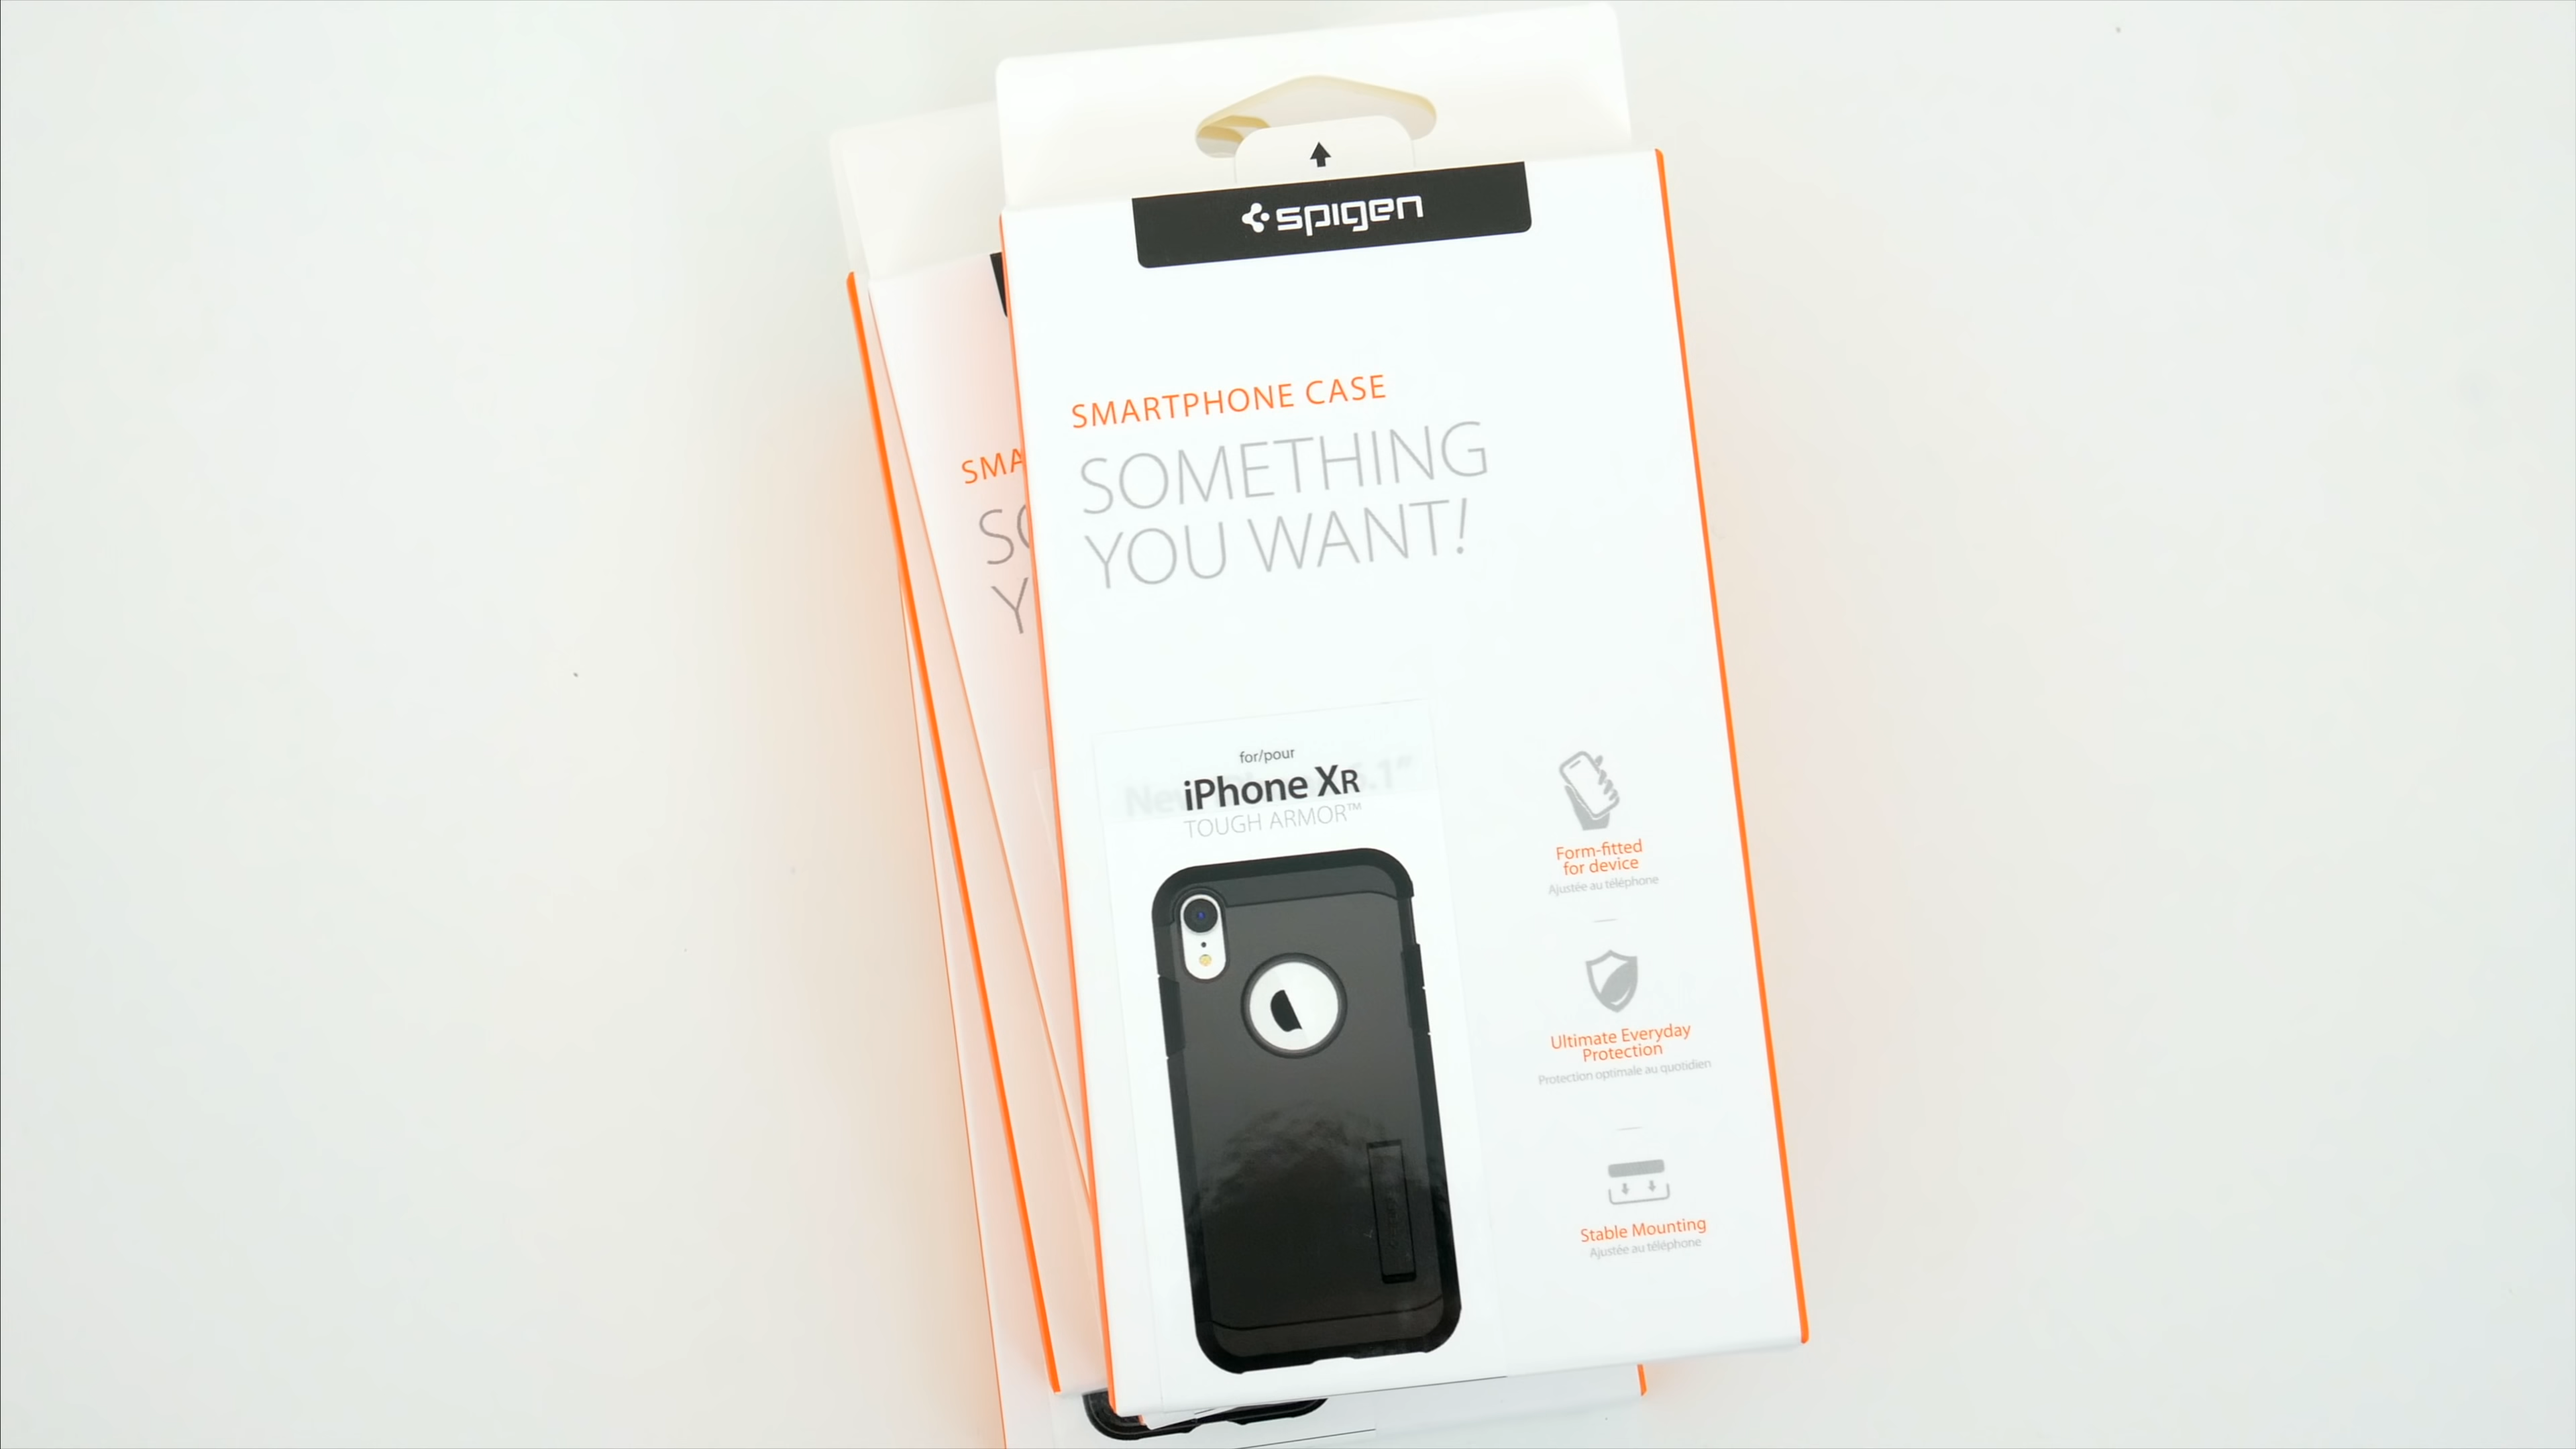 spigen
SMARTPHONE CASE
SOMETHING
YOU WANT!
SMA
SO
Y
for/pour
iPhone XR
TOUGH ARMOR™
Form-fitted
for device
Ajustée au téléphone
Ultimate Everyday
Protection
Protection optimale au quotidien
Stable Mounting
Ajustée au téléphone